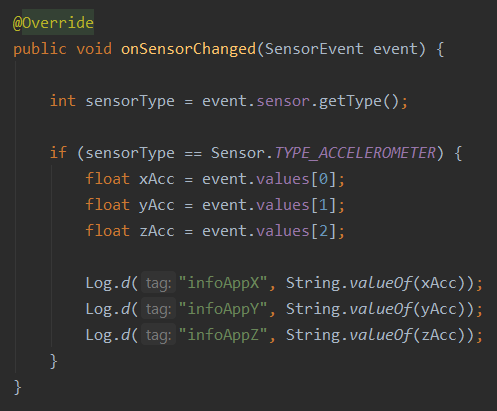 @Override
public void onSensorChanged(SensorEvent event) {
int sensorType = event.sensor.getType();
if (sensorType == Sensor.TYPE_ACCELEROMETER) {
float xAcc = event.values[0];
float yAcc = event.values[1];
float zAcc = event.values[2];
Log.d( tag: "infoAppX", String.valueOf(xAcc));
Log.d( tag: "infoAppY", String.valueOf(yAcc));
Log.d( tag: "infoAppZ", String.valueOf(zAcc));
}
}